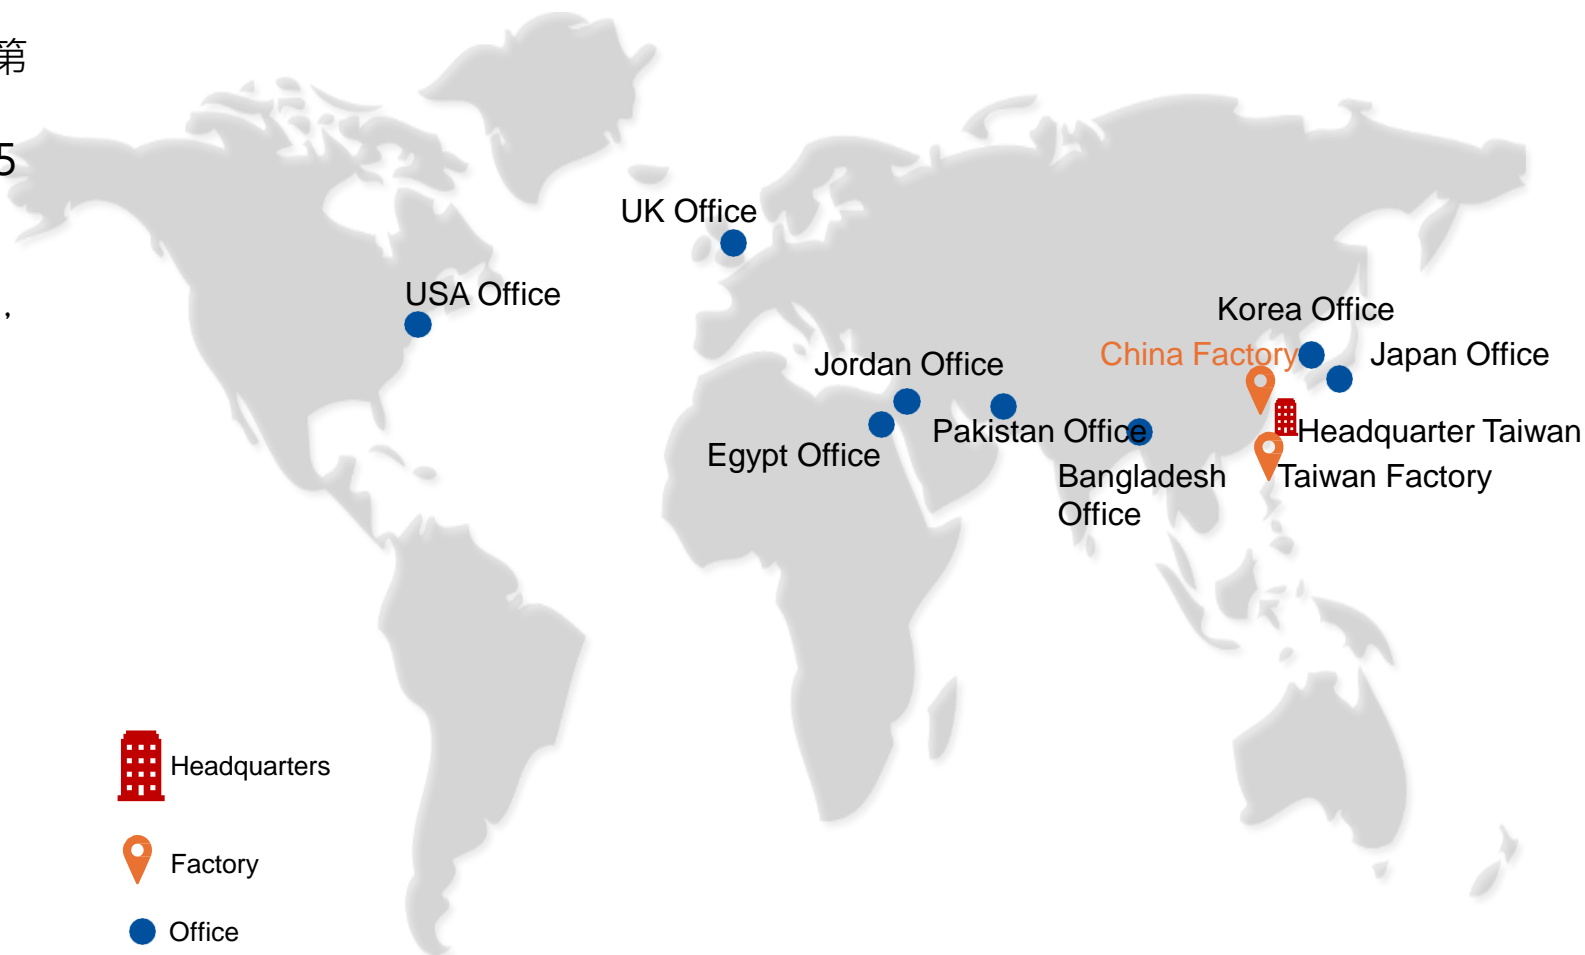 第
5
，
UK Office
USA Office
Korea Office
China Factory
Japan Office
Jordan Office
Pakistan Office
Headquarter Taiwan
Egypt Office
Bangladesh
Office
Taiwan Factory
Headquarters
Factory
Office